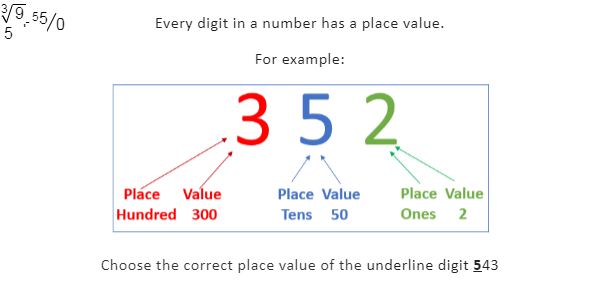 ∛9.-55/0
5
Every digit in a number has a place value.
For example:
3 5 2
Place Value Place Value Place Value
Hundred 300 Tens 50 Ones 2
Choose the correct place value of the underline digit 543